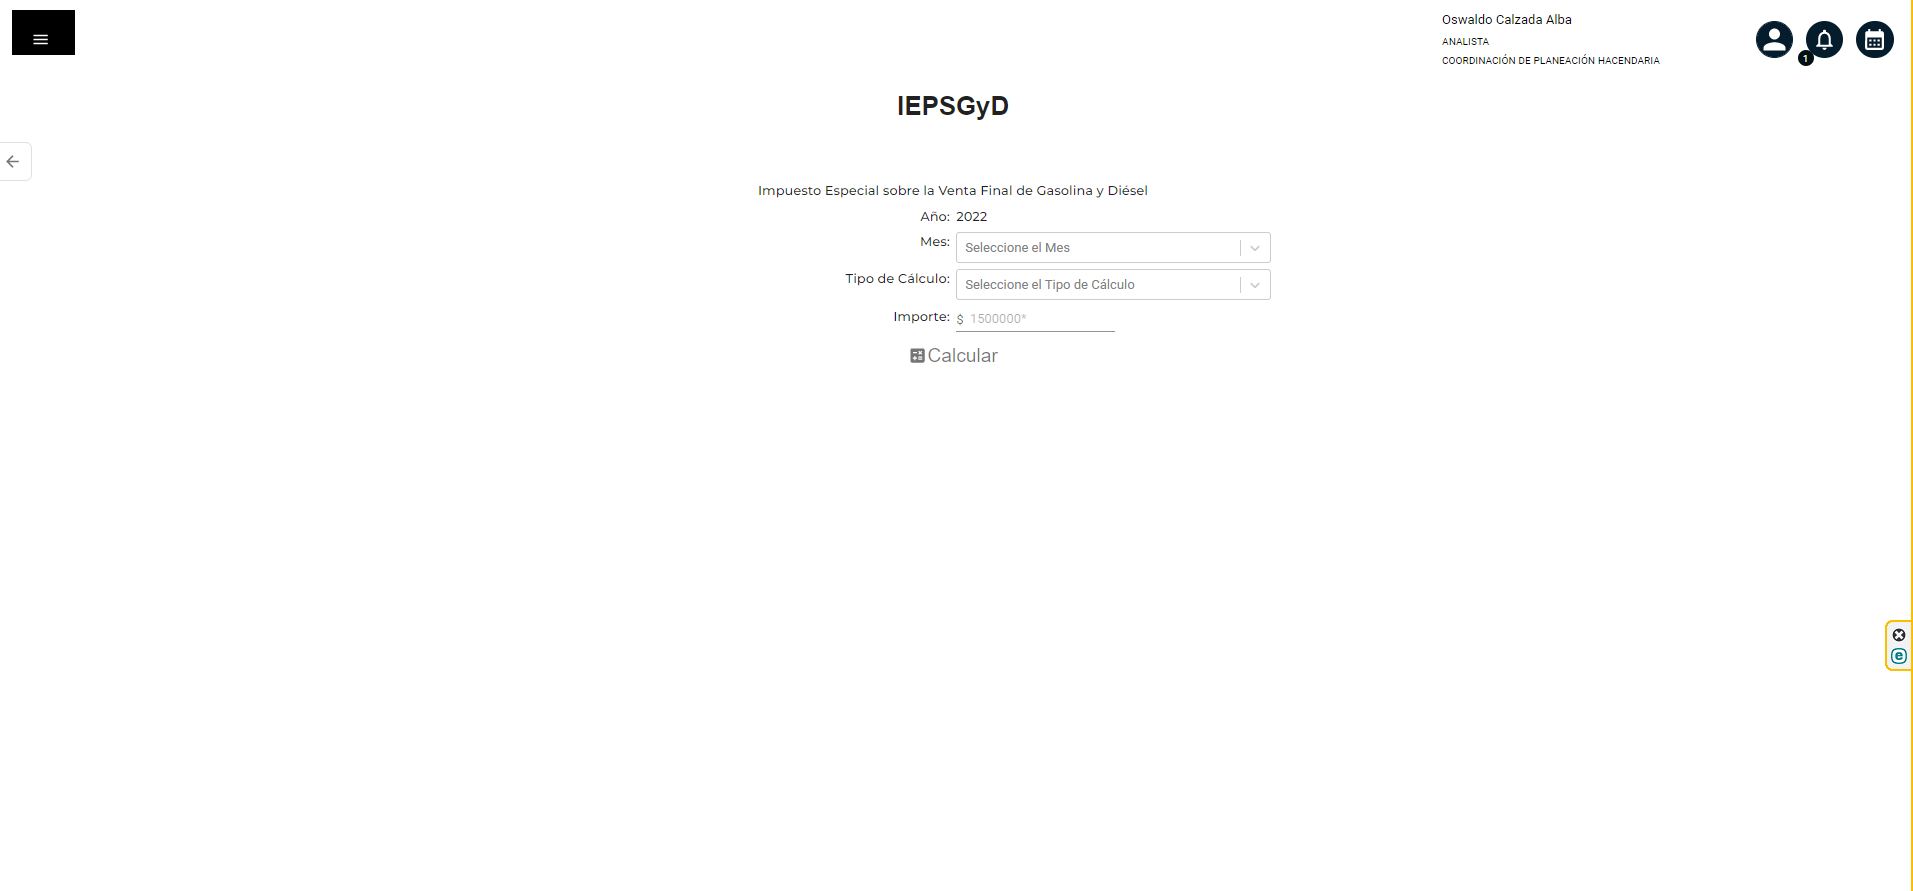 Oswaldo Calzada Alba
ANALISTA
COORDINACIÓN DE PLANEACIÓN HACENDARIA
1
IEPSGyD
Impuesto Especial sobre la Venta Final de Gasolina y Diésel
Año: 2022
Mes: Seleccione el Mes
Tipo de Cálculo: Seleccione el Tipo de Cálculo
Importe: $ 1500000*
Calcular
e